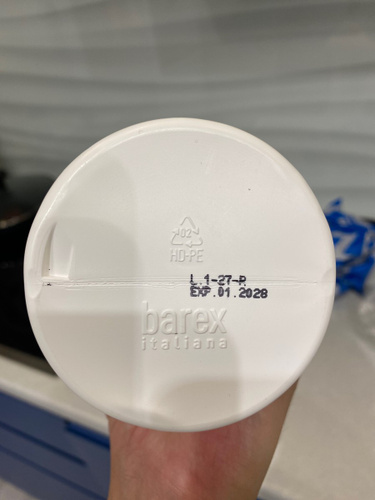 02
HD-PE
L.1-27-R
EXP.01.2028
barex
italiana